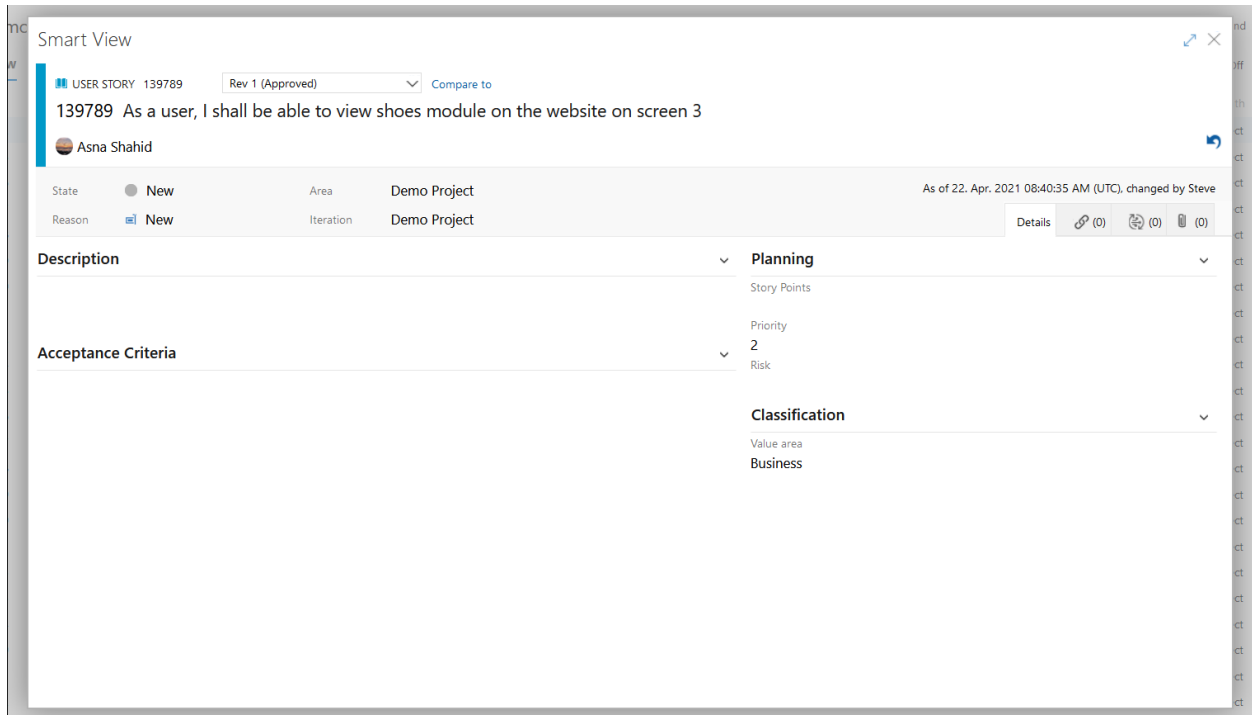 Smart View
USER STORY 139789 Rev 1 (Approved) Compare to
139789 As a user, I shall be able to view shoes module on the website on screen 3
Asna Shahid
State New Area Demo Project As of 22. Apr. 2021 08:40:35 AM (UTC), changed by Steve
Reason New Iteration Demo Project
Details (0) (0) (0)
Description
Planning
Story Points
Priority
2
Risk
Acceptance Criteria
Classification
Value area
Business